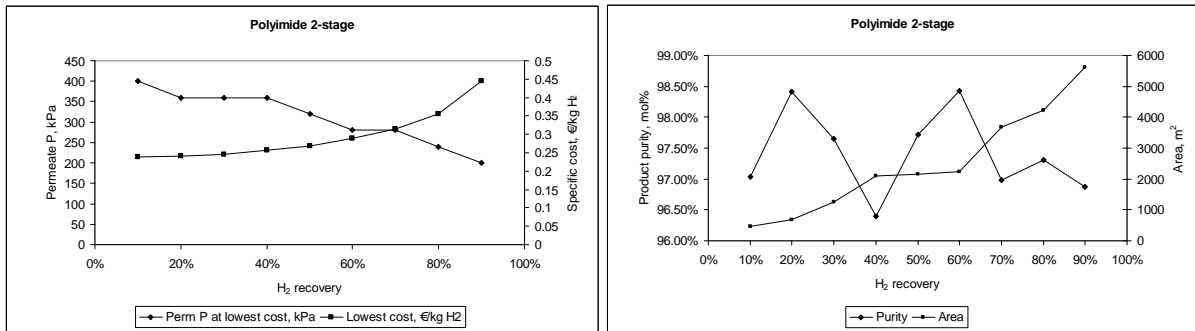 Polyimide 2-stage
450
400
350
300
250
200
150
100
50
0
Permeate P, kPa
0.5
0.45
0.4
0.35
0.3
0.25
0.2
0.15
0.1
0.05
0
Specific cost, €/kg H2
0% 20% 40% 60% 80% 100%
H2 recovery
Perm P at lowest cost, kPa Lowest cost, €/kg H2
Polyimide 2-stage
99.00%
98.50%
98.00%
97.50%
97.00%
96.50%
96.00%
Product purity, mol%
6000
5000
4000
3000
2000
1000
0
Area, m²
0% 10% 20% 30% 40% 50% 60% 70% 80% 90% 100%
H₂ recovery
Purity Area